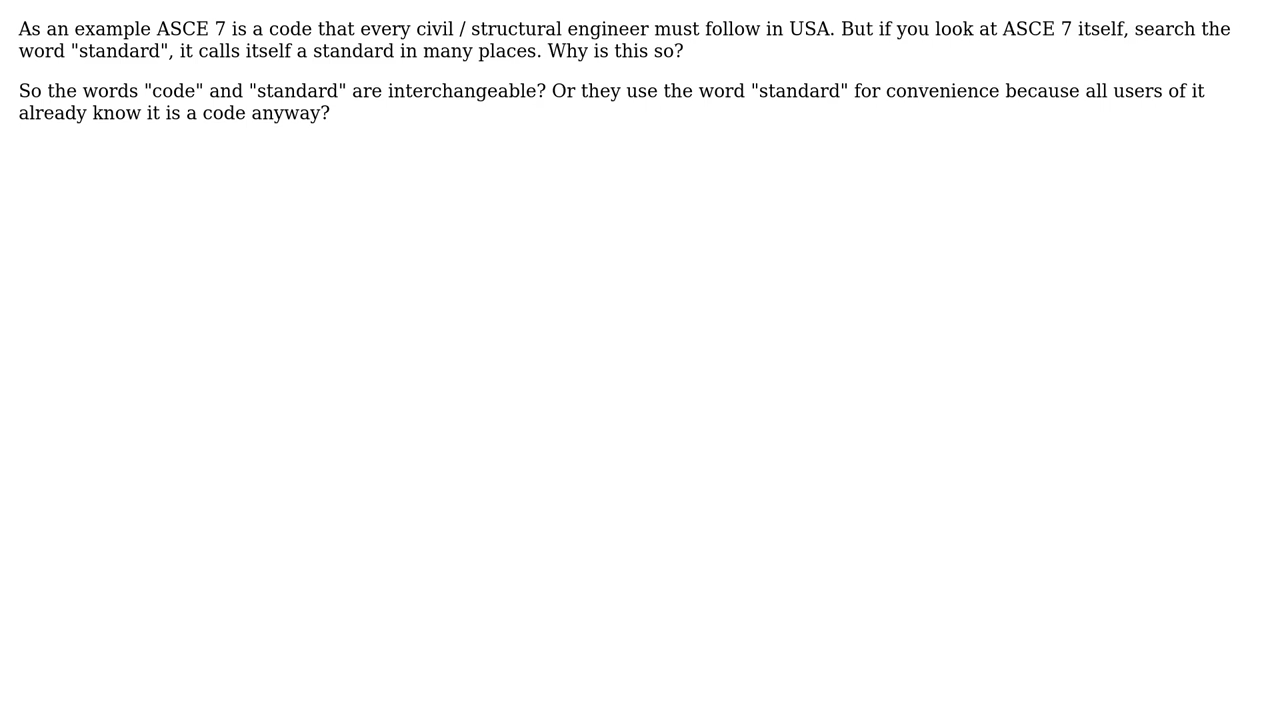 As an example ASCE 7 is a code that every civil / structural engineer must follow in USA. But if you look at ASCE 7 itself, search the
word "standard", it calls itself a standard in many places. Why is this so?
So the words "code" and "standard" are interchangeable? Or they use the word "standard" for convenience because all users of it
already know it is a code anyway?